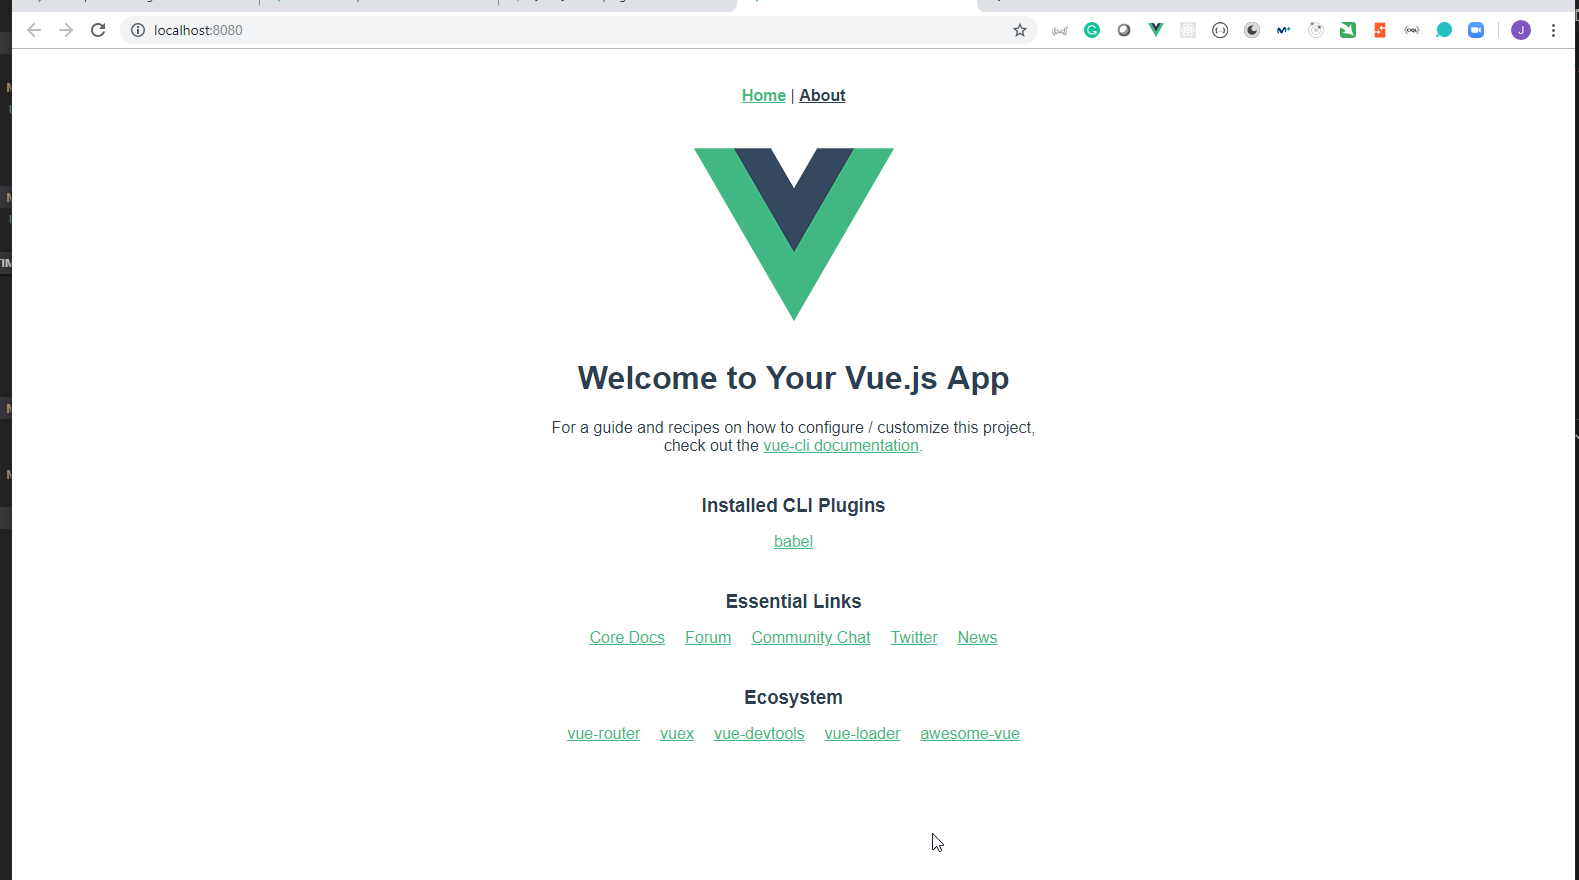 localhost:8080
J
Home | About
Welcome to Your Vue.js App
For a guide and recipes on how to configure / customize this project,
check out the vue-cli documentation.
Installed CLI Plugins
babel
Essential Links
Core Docs Forum Community Chat Twitter News
Ecosystem
vue-router vuex vue-devtools vue-loader awesome-vue